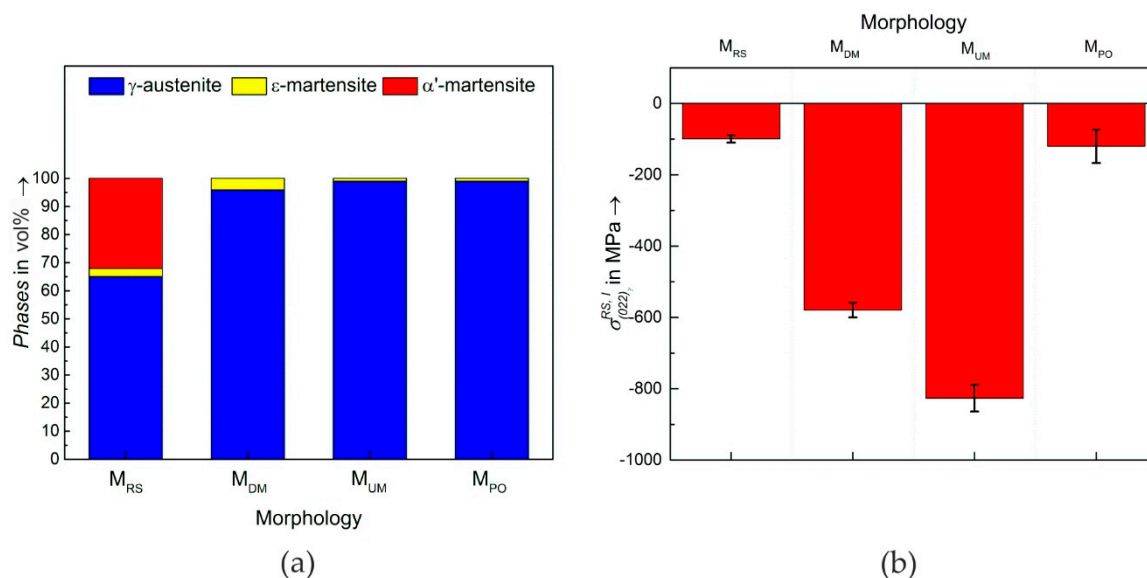 γ-austenite ε-martensite α'-martensite
100
90
80
70
60
50
40
30
20
10
0
Phases in vol% →
M_RS M_DM M_UM M_PO
Morphology
(a)
Morphology
M_RS M_DM M_UM M_PO
0
-200
-400
-600
-800
-1000
σ^RS, I_(022)γ in MPa →
(b)